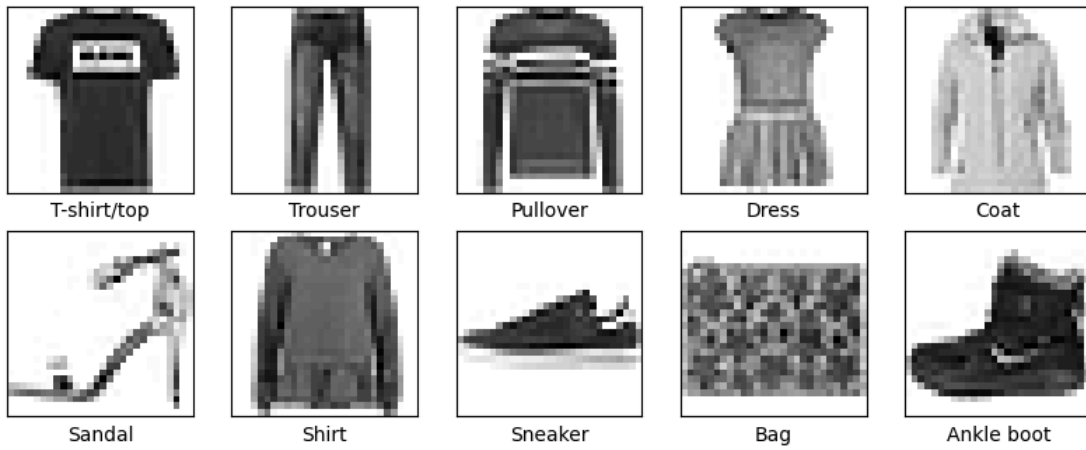 T-shirt/top
Trouser
Pullover
Dress
Coat
Sandal
Shirt
Sneaker
Bag
Ankle boot